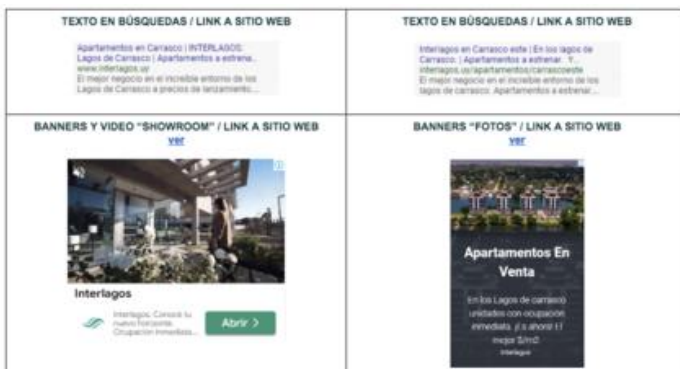 TEXTO EN BÚSQUEDAS / LINK A SITIO WEB
Apartamentos en Carrasco | INTERLAGOS:
Lagos de Carrasco | Apartamentos a estrena..
www.interlagos.uy
El mejor negocio en el increíble entorno de los
Lagos de Carrasco a precios de lanzamiento....
TEXTO EN BÚSQUEDAS / LINK A SITIO WEB
Interlagos en Carrasco este | En los lagos de
Carrasco. | Apartamentos a estrenar. Y...
interlagos.uy/apartamentos/carrascoeste
El mejor negocio en el increíble entorno de los
lagos de carrasco. Apartamentos a estrenar...
BANNERS Y VIDEO "SHOWROOM" / LINK A SITIO WEB
ver
Interlagos
Interlagos. Conocé tu
nuevo horizonte.
Ocupación inmediata...
Abrir >
BANNERS "FOTOS" / LINK A SITIO WEB
ver
Apartamentos En
Venta
En los Lagos de carrasco
unidades con ocupación
inmediata. ahora! El
mejor $/m2
Interlagos